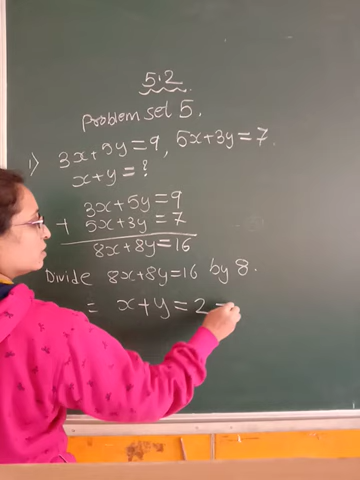 5.2
Problem set 5.
1) 3x+5y=9, 5x+3y=7.
x+y=?
3x+5y=9
+ 5x+3y=7
8x+8y=16
Divide 8x+8y=16 by 8.
= x+y=2